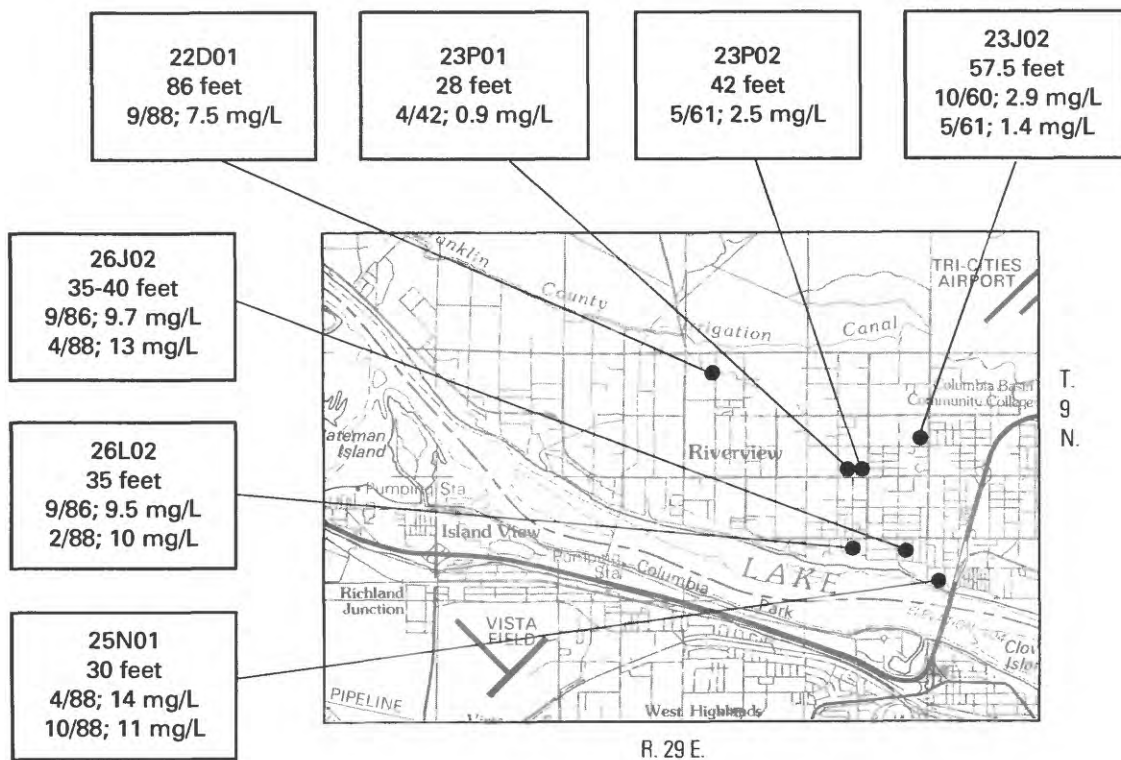 22D01
86 feet
9/88; 7.5 mg/L
23P01
28 feet
4/42; 0.9 mg/L
23P02
42 feet
5/61; 2.5 mg/L
23J02
57.5 feet
10/60; 2.9 mg/L
5/61; 1.4 mg/L
26J02
35-40 feet
9/86; 9.7 mg/L
4/88; 13 mg/L
26L02
35 feet
9/86; 9.5 mg/L
2/88; 10 mg/L
25N01
30 feet
4/88; 14 mg/L
10/88; 11 mg/L
County
Canal
TRI-CITIES
AIRPORT
Columbia Basin
Community College
T.
9
N.
Riverview
Island
Pumping Sta
Island View
Pumping
Sta
Columbia
Park
LAKE
Richland
Junction
VISTA
FIELD
PIPELINE
West Highlands
R. 29 E.